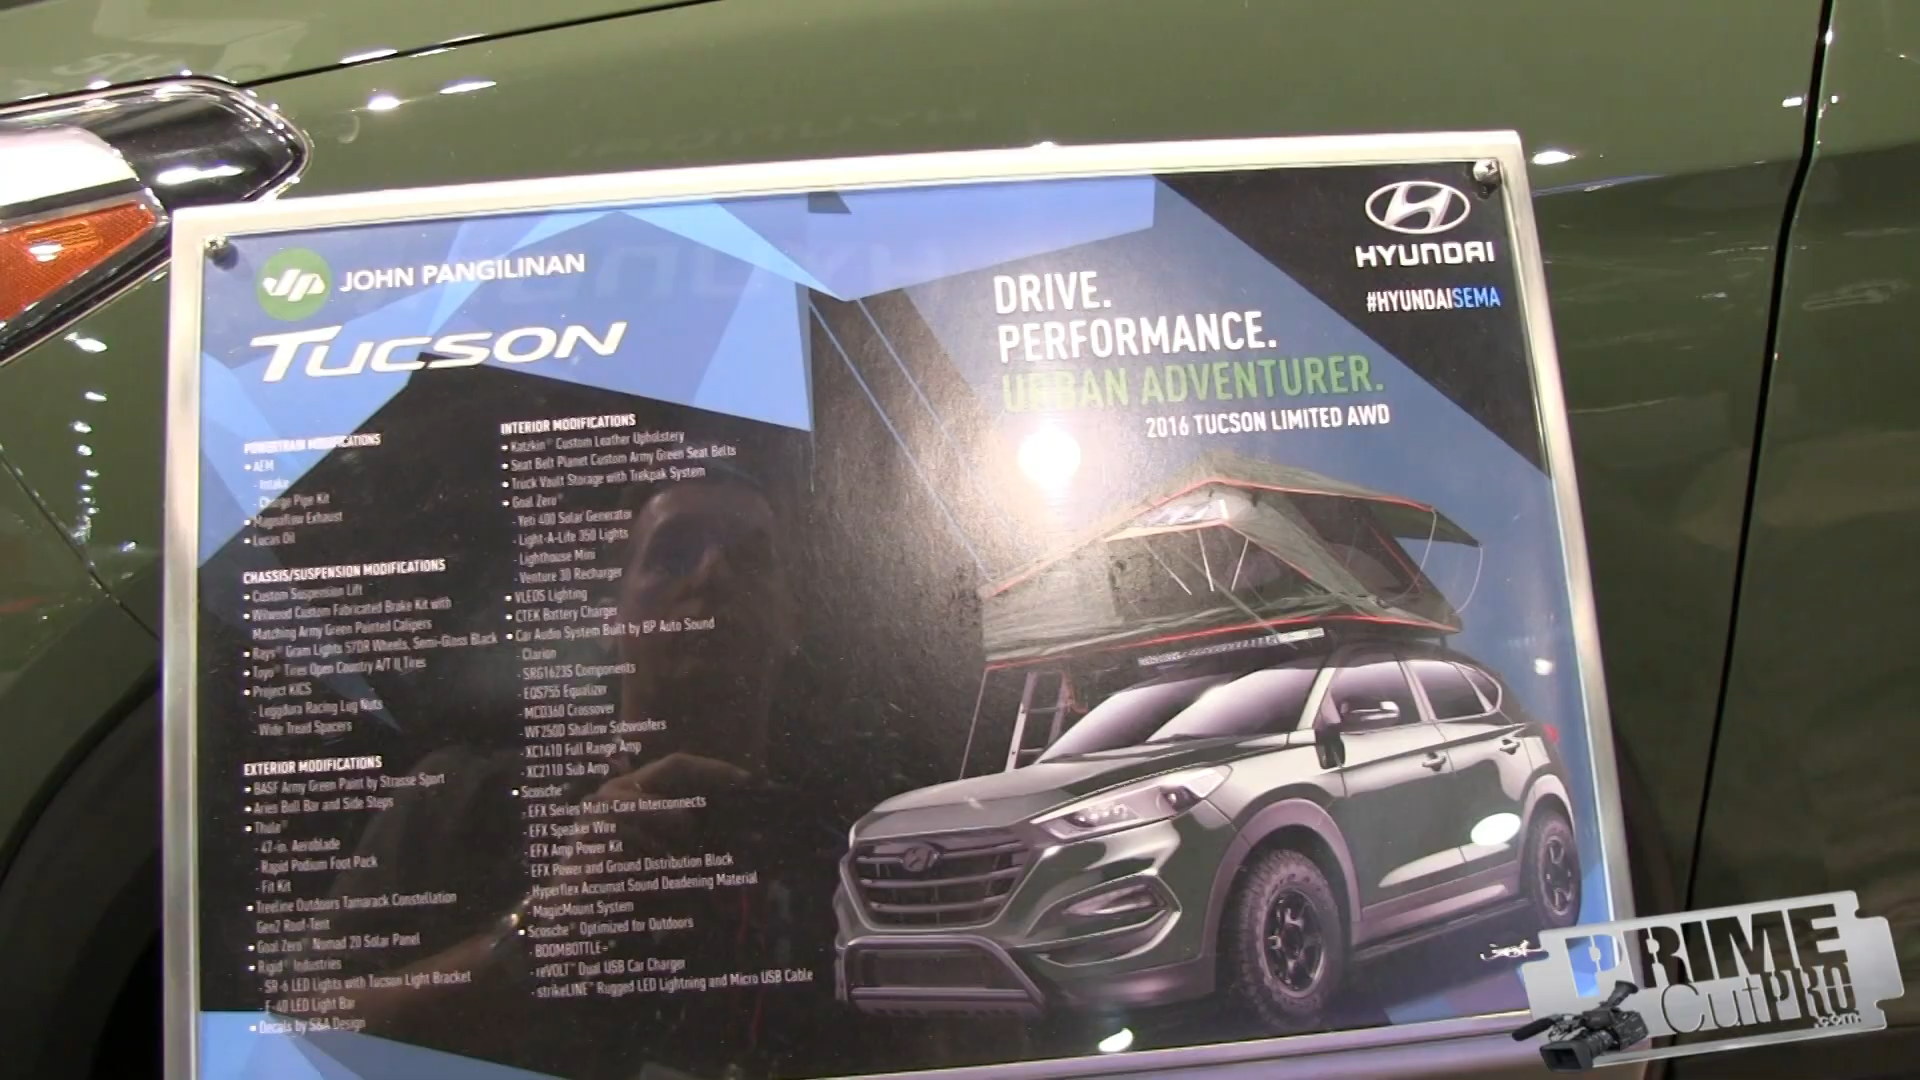 JP JOHN PANGILINAN
TUCSON
POWERTRAIN MODIFICATIONS
• AEM
- Intake
- Charge Pipe Kit
• Magnaflow Exhaust
• Lucas Oil
CHASSIS/SUSPENSION MODIFICATIONS
• Custom Suspension Lift
• Wilwood Custom Fabricated Brake Kit with
Matching Army Green Painted Calipers
• Rays® Gram Lights 57DR Wheels, Semi-Gloss Black
• Toyo® Tires Open Country A/T II Tires
• Project KICS
- Leggdura Racing Lug Nuts
- Wide Tread Spacers
EXTERIOR MODIFICATIONS
• BASF Army Green Paint by Strasse Sport
• Aries Bull Bar and Side Steps
• Thule®
- 47-in. Aeroblade
- Rapid Podium Foot Pack
- Fit Kit
• Treeline Outdoors Tamarack Constellation
Gen2 Roof-Tent
• Goal Zero® Nomad 20 Solar Panel
• Rigid® Industries
- SR-6 LED Lights with Tucson Light Bracket
- E-40 LED Light Bar
• Decals by S&A Design
INTERIOR MODIFICATIONS
• Katzkin® Custom Leather Upholstery
• Seat Belt Planet Custom Army Green Seat Belts
• Truck Vault Storage with Trekpak System
• Goal Zero®
- Yeti 400 Solar Generator
- Light-A-Life 350 Lights
- Lighthouse Mini
- Venture 30 Recharger
• VLEDS Lighting
• CTEK Battery Charger
• Car Audio System Built by BP Auto Sound
- Clarion
- SRG1623S Components
- EQS755 Equalizer
- MCD360 Crossover
- WF2500 Shallow Subwoofers
- XC1410 Full Range Amp
- XC2110 Sub Amp
• Scosche®
- EFX Series Multi-Core Interconnects
- EFX Speaker Wire
- EFX Amp Power Kit
- EFX Power and Ground Distribution Block
- Hyperflex Accumat Sound Deadening Material
- MagicMount System
• Scosche® Optimized for Outdoors
- BOOMBOTTLE+®
- reVOLT™ Dual USB Car Charger
- strikeLINE™ Rugged LED Lightning and Micro USB Cable
DRIVE.
PERFORMANCE.
URBAN ADVENTURER.
2016 TUCSON LIMITED AWD
HYUNDAI
#HYUNDAISEMA
PRIME
CutPRO
.com